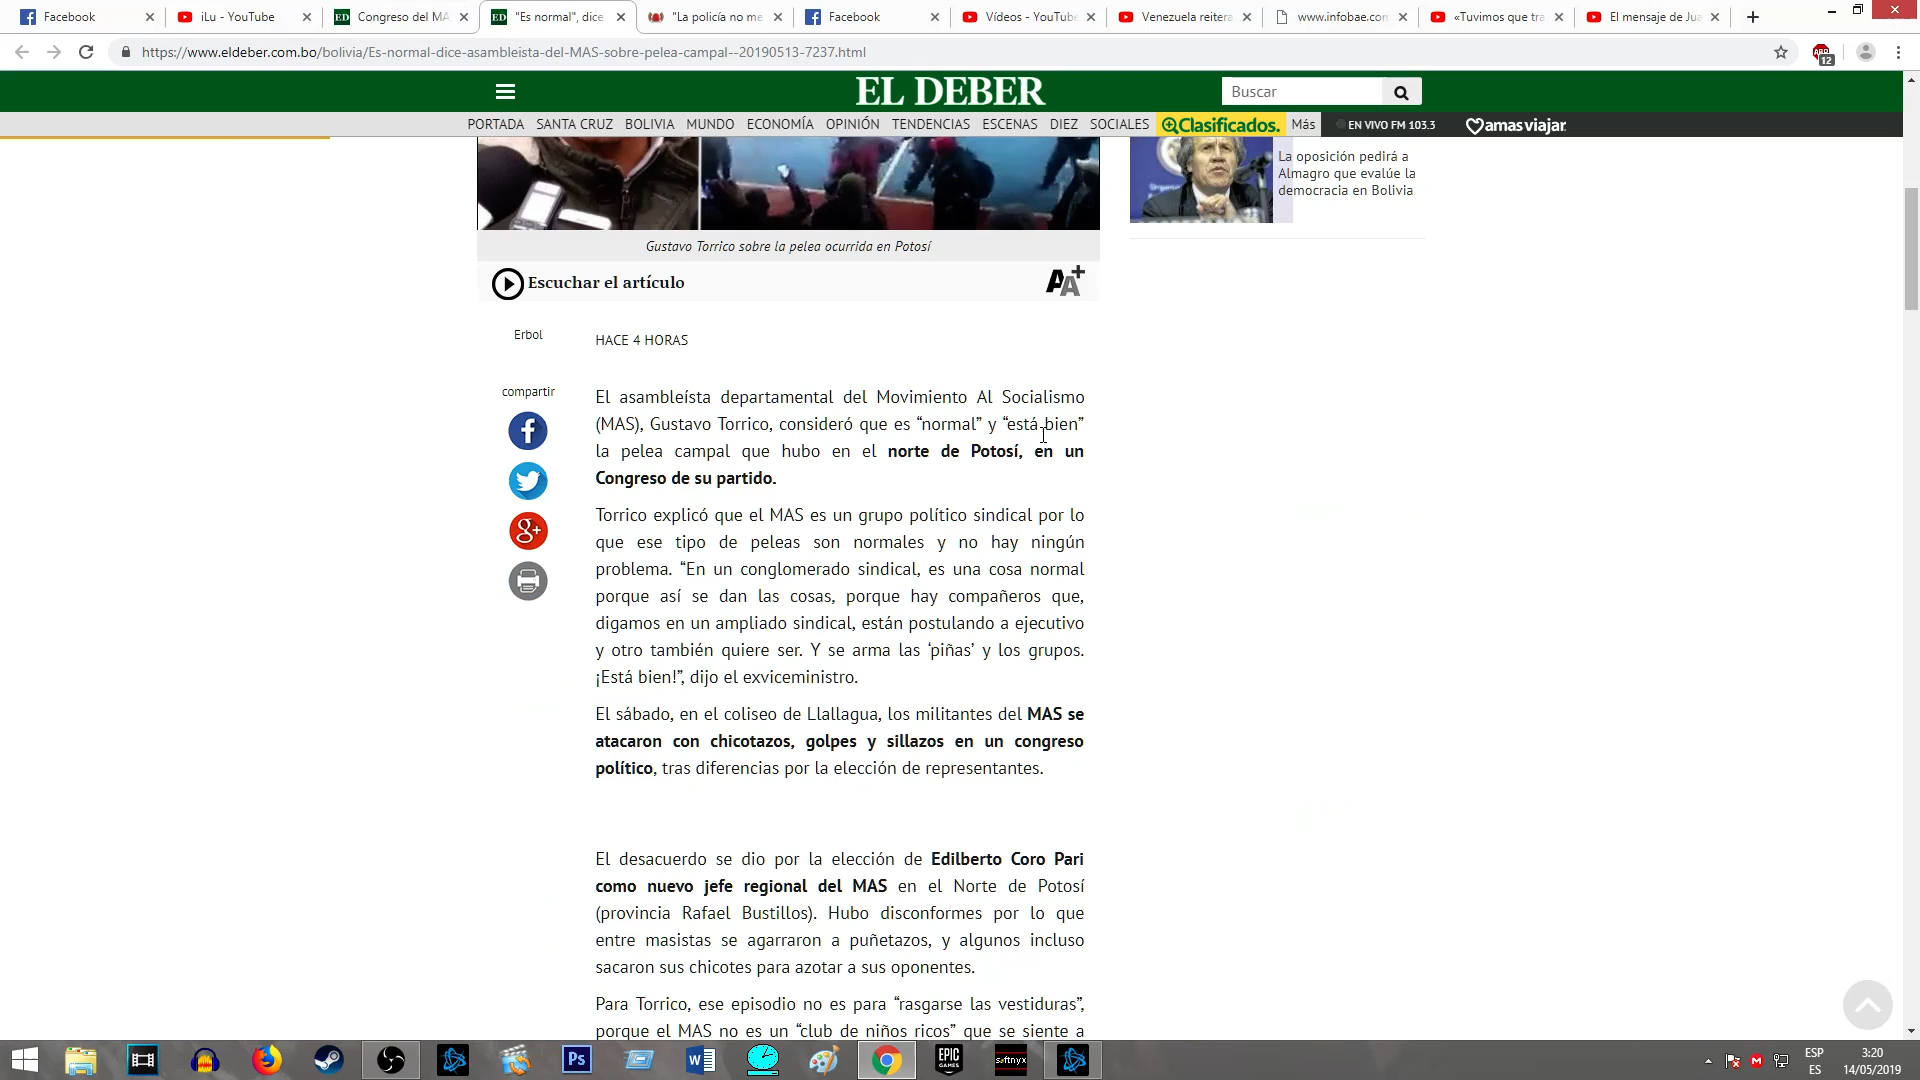 Facebook
iLu - YouTube
Congreso del MA
"Es normal", dice
"La policía no me
Facebook
Vídeos - YouTub
Venezuela reitera
www.infobae.com
«Tuvimos que tra
El mensaje de Jua
https://www.eldeber.com.bo/bolivia/Es-normal-dice-asambleista-del-MAS-sobre-pelea-campal--20190513-7237.html
ABP
12
EL DEBER
Buscar
PORTADA SANTA CRUZ BOLIVIA MUNDO ECONOMÍA OPINIÓN TENDENCIAS ESCENAS DIEZ SOCIALES Clasificados. Más EN VIVO FM 103.3 amasviajar
La oposición pedirá a
Almagro que evalúe la
democracia en Bolivia
Gustavo Torrico sobre la pelea ocurrida en Potosí
Escuchar el artículo
AA+
Erbol
HACE 4 HORAS
compartir
El asambleísta departamental del Movimiento Al Socialismo
(MAS), Gustavo Torrico, consideró que es “normal” y “está bien”
la pelea campal que hubo en el norte de Potosí, en un
Congreso de su partido.
Torrico explicó que el MAS es un grupo político sindical por lo
que ese tipo de peleas son normales y no hay ningún
problema. “En un conglomerado sindical, es una cosa normal
porque así se dan las cosas, porque hay compañeros que,
digamos en un ampliado sindical, están postulando a ejecutivo
y otro también quiere ser. Y se arma las ‘piñas’ y los grupos.
¡Está bien!”, dijo el exviceministro.
El sábado, en el coliseo de Llallagua, los militantes del MAS se
atacaron con chicotazos, golpes y sillazos en un congreso
político, tras diferencias por la elección de representantes.
El desacuerdo se dio por la elección de Edilberto Coro Pari
como nuevo jefe regional del MAS en el Norte de Potosí
(provincia Rafael Bustillos). Hubo disconformes por lo que
entre masistas se agarraron a puñetazos, y algunos incluso
sacaron sus chicotes para azotar a sus oponentes.
Para Torrico, ese episodio no es para “rasgarse las vestiduras”,
porque el MAS no es un “club de niños ricos” que se siente a
Ps
EPIC
GAMES
softnyx
ESP
ES
3:20
14/05/2019